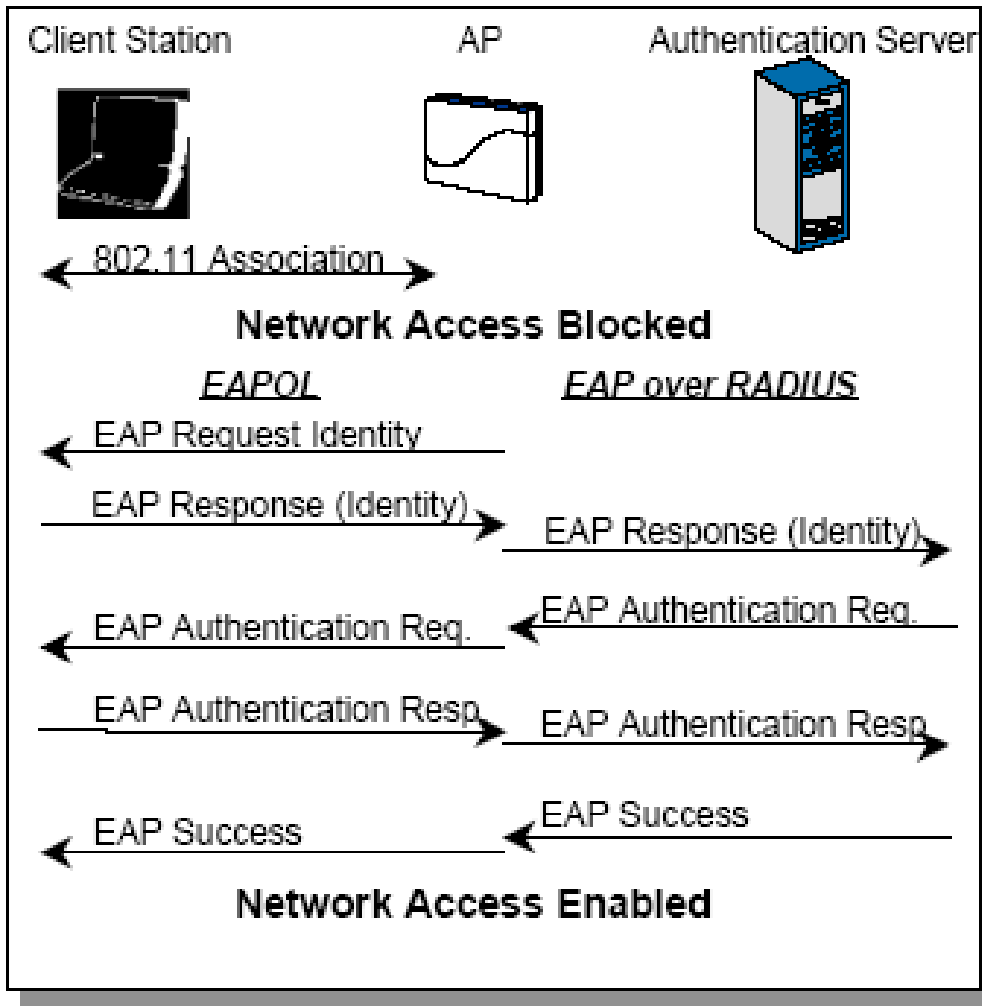 Client Station
AP
Authentication Server
802.11 Association
Network Access Blocked
EAPOL
EAP over RADIUS
EAP Request Identity
EAP Response (Identity)
EAP Response (Identity)
EAP Authentication Req.
EAP Authentication Req.
EAP Authentication Resp
EAP Authentication Resp
EAP Success
EAP Success
Network Access Enabled